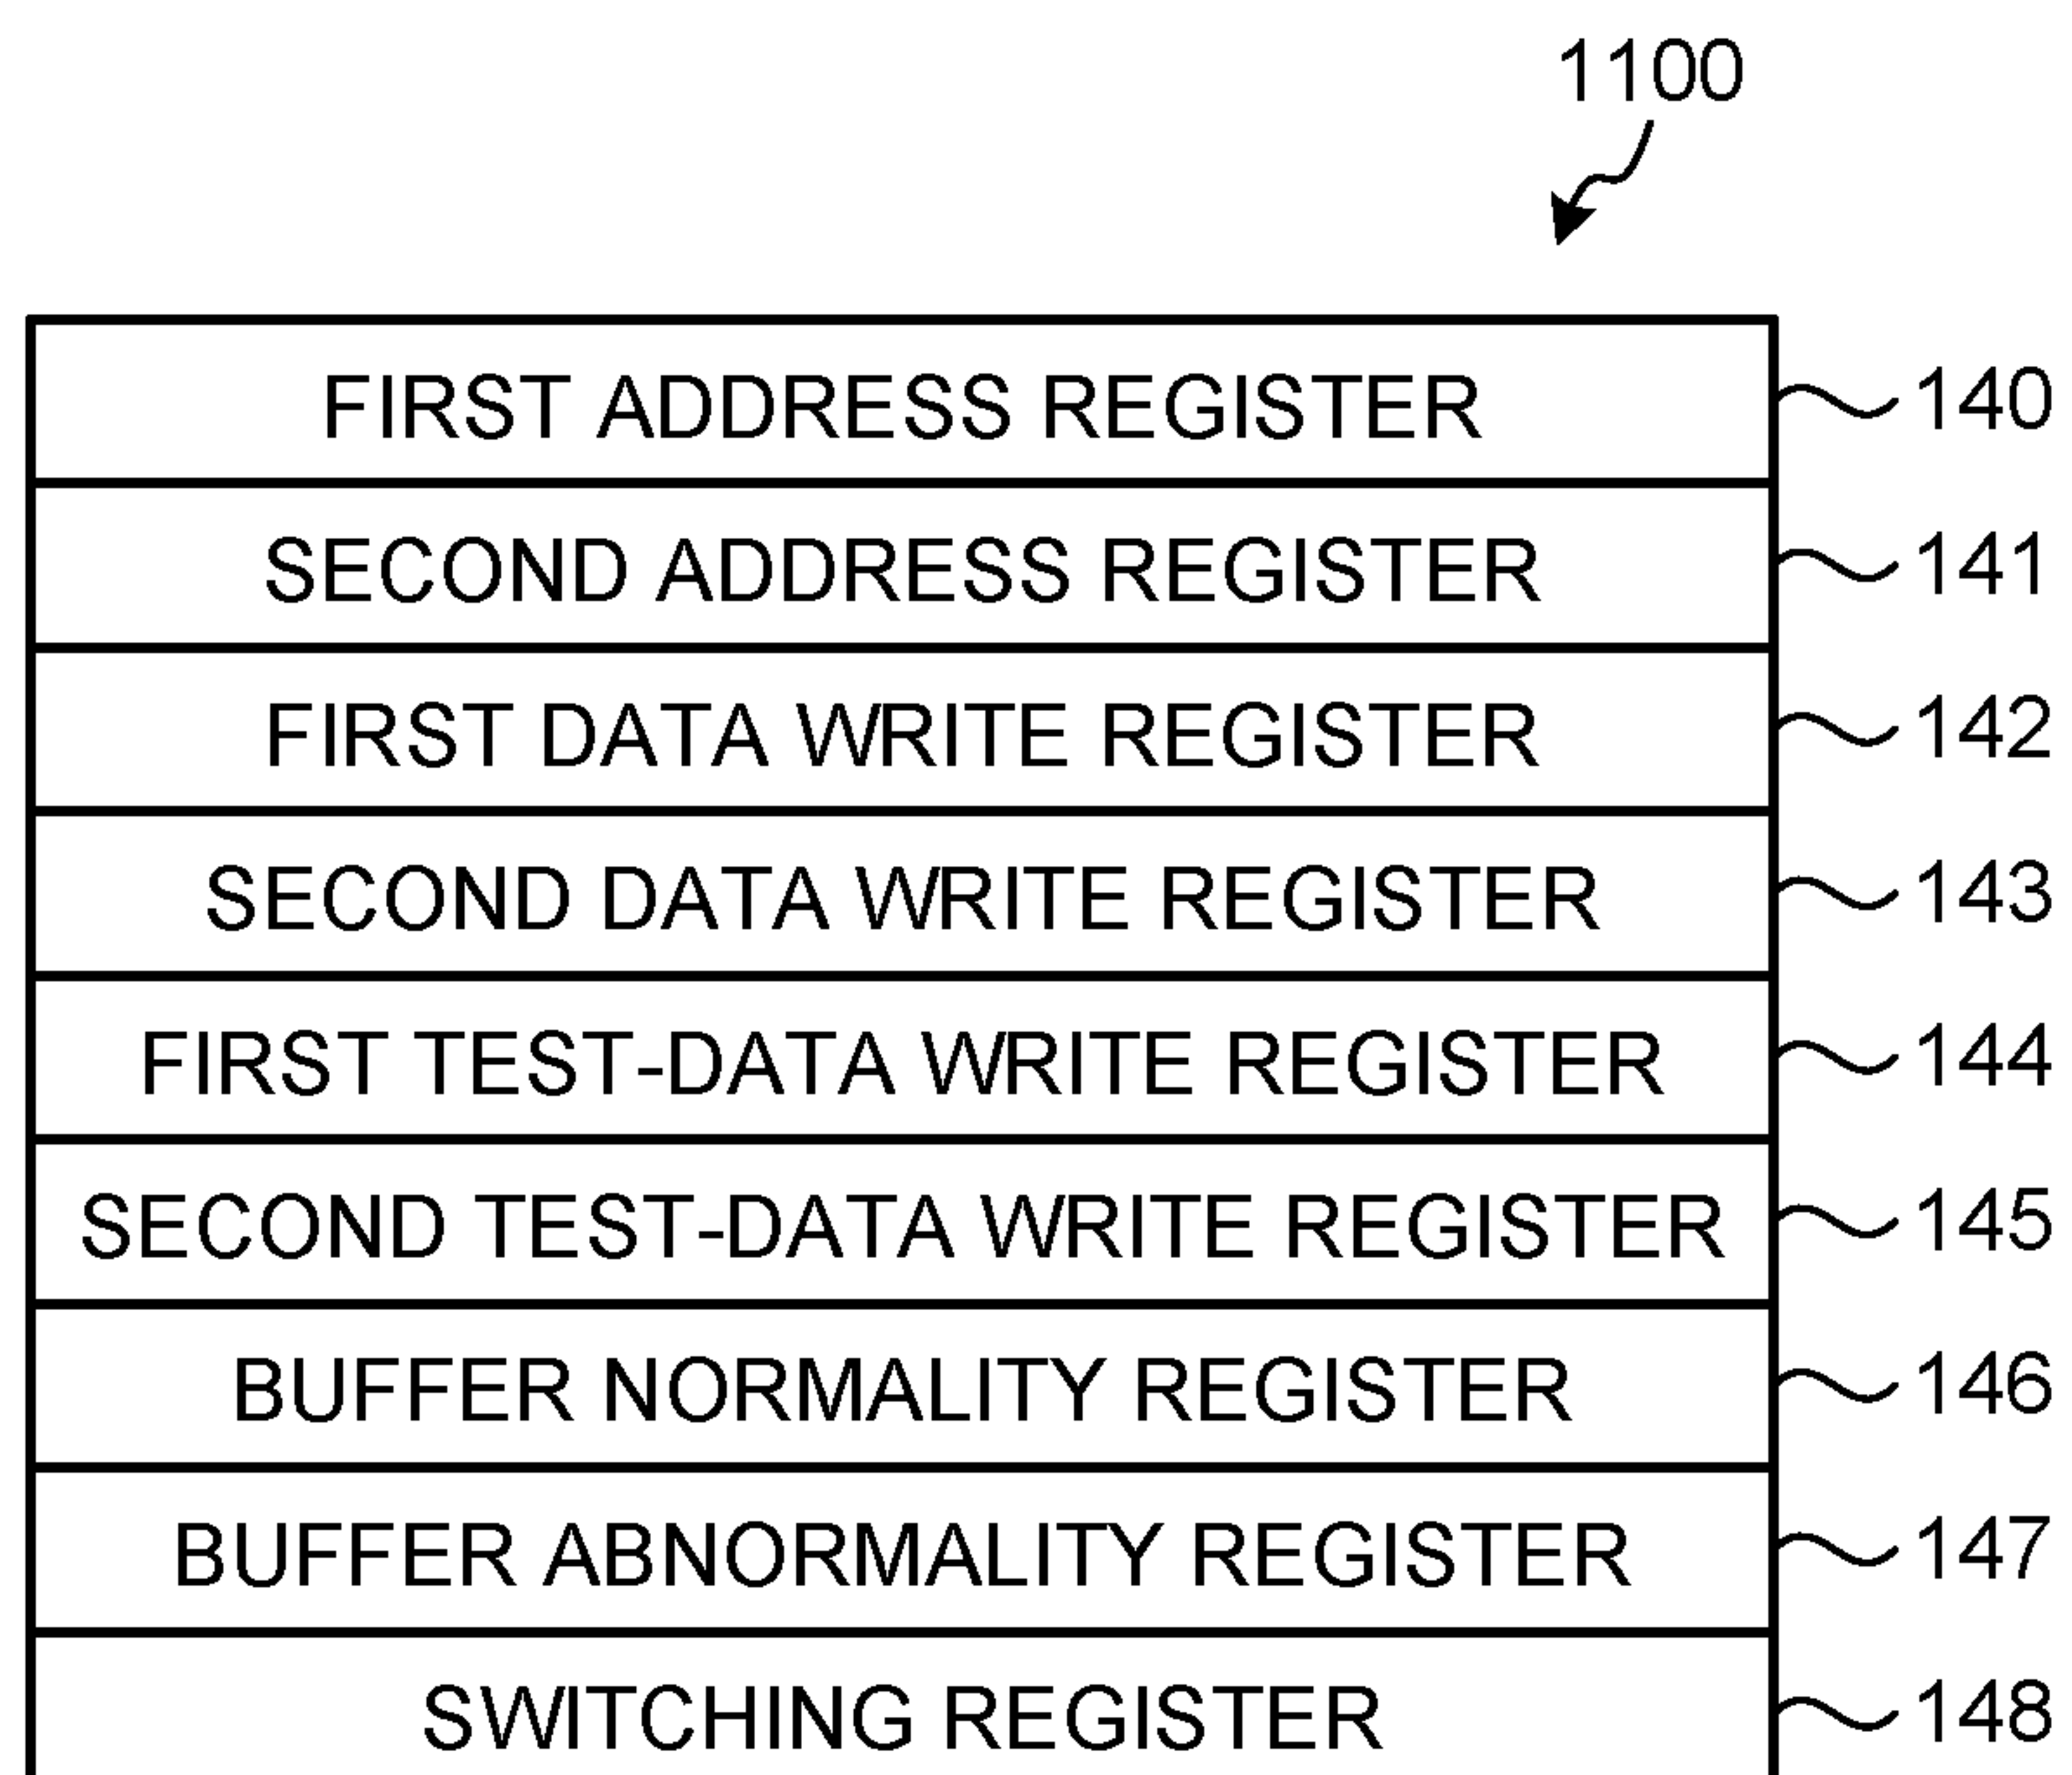 1100
FIRST ADDRESS REGISTER 140
SECOND ADDRESS REGISTER 141
FIRST DATA WRITE REGISTER 142
SECOND DATA WRITE REGISTER 143
FIRST TEST-DATA WRITE REGISTER 144
SECOND TEST-DATA WRITE REGISTER 145
BUFFER NORMALITY REGISTER 146
BUFFER ABNORMALITY REGISTER 147
SWITCHING REGISTER 148